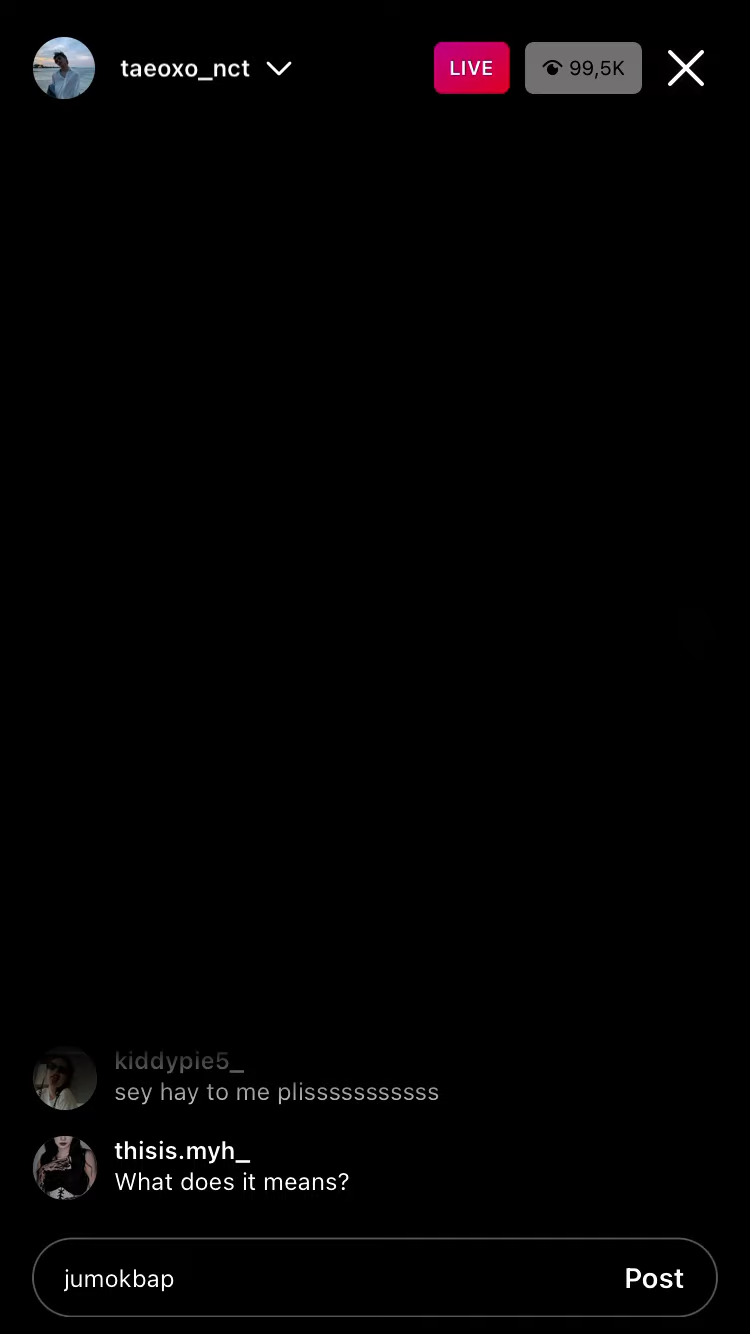 taeoxo_nct
LIVE
99,5K
kiddypie5_
sey hay to me plisssssssssss
thisis.myh_
What does it means?
jumokbap
Post